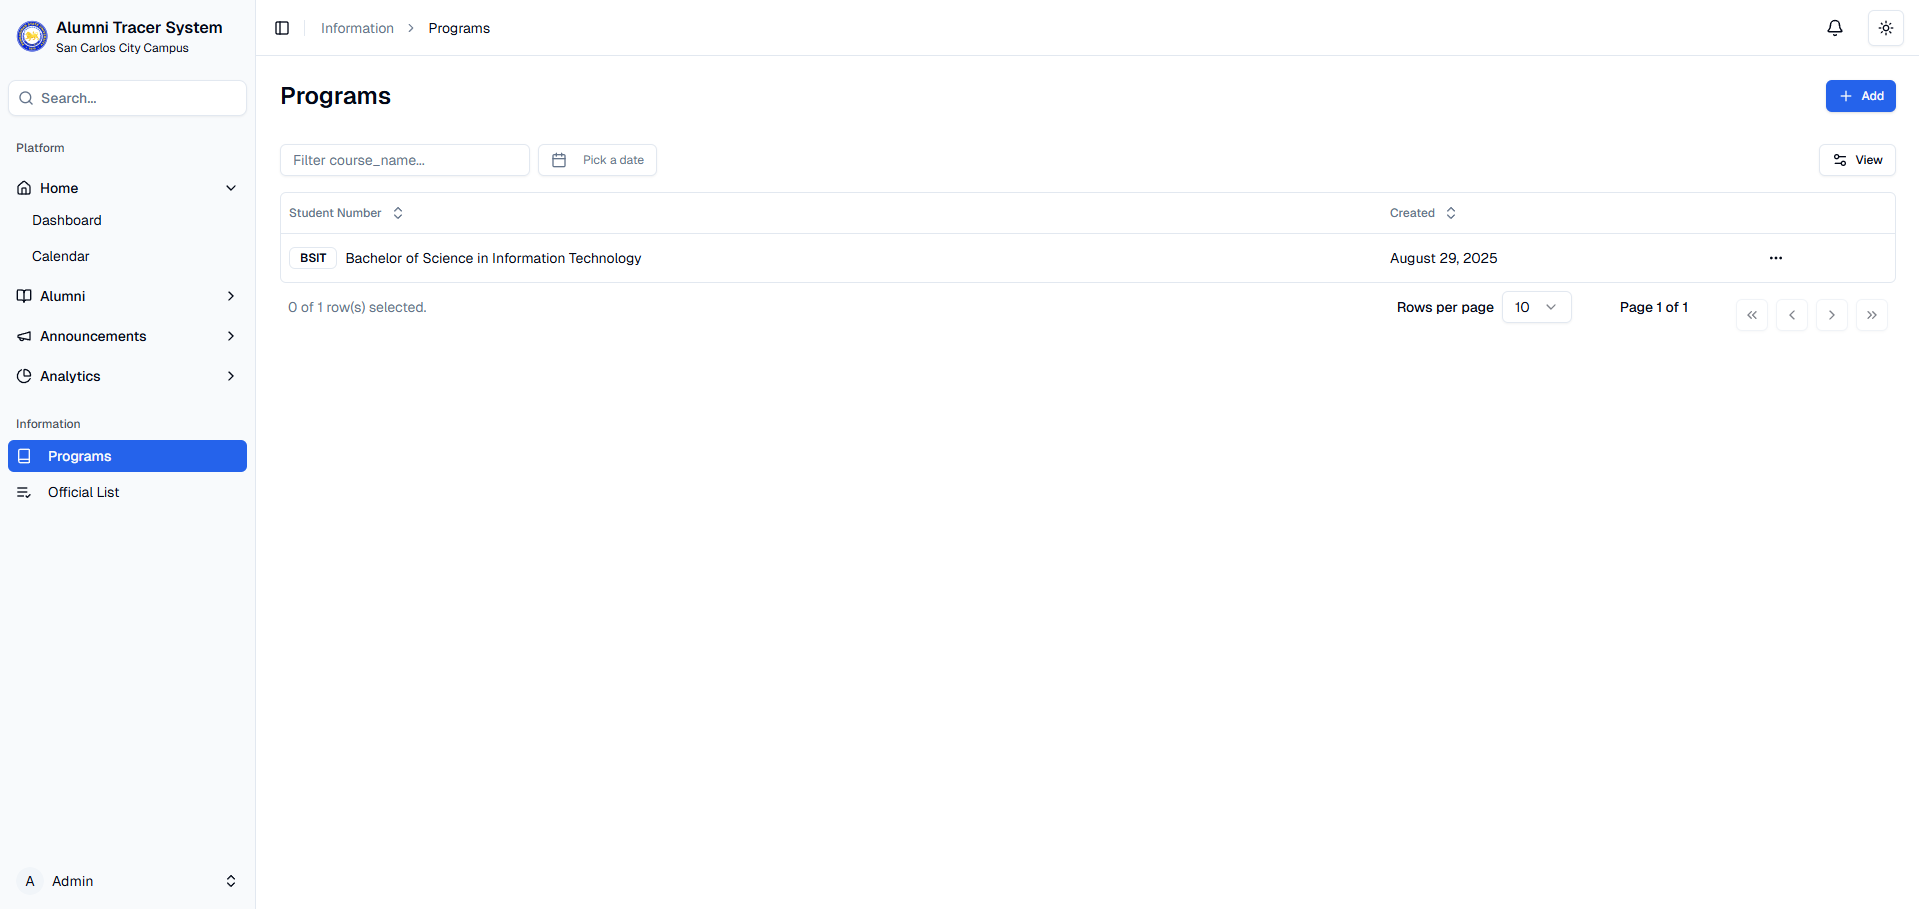 Alumni Tracer System
San Carlos City Campus
Search...
Platform
Home
Dashboard
Calendar
Alumni
Announcements
Analytics
Information
Programs
Official List
A Admin
Information > Programs
Programs
+ Add
Filter course_name...
Pick a date
View
Student Number Created
BSIT Bachelor of Science in Information Technology August 29, 2025
0 of 1 row(s) selected. Rows per page 10 Page 1 of 1